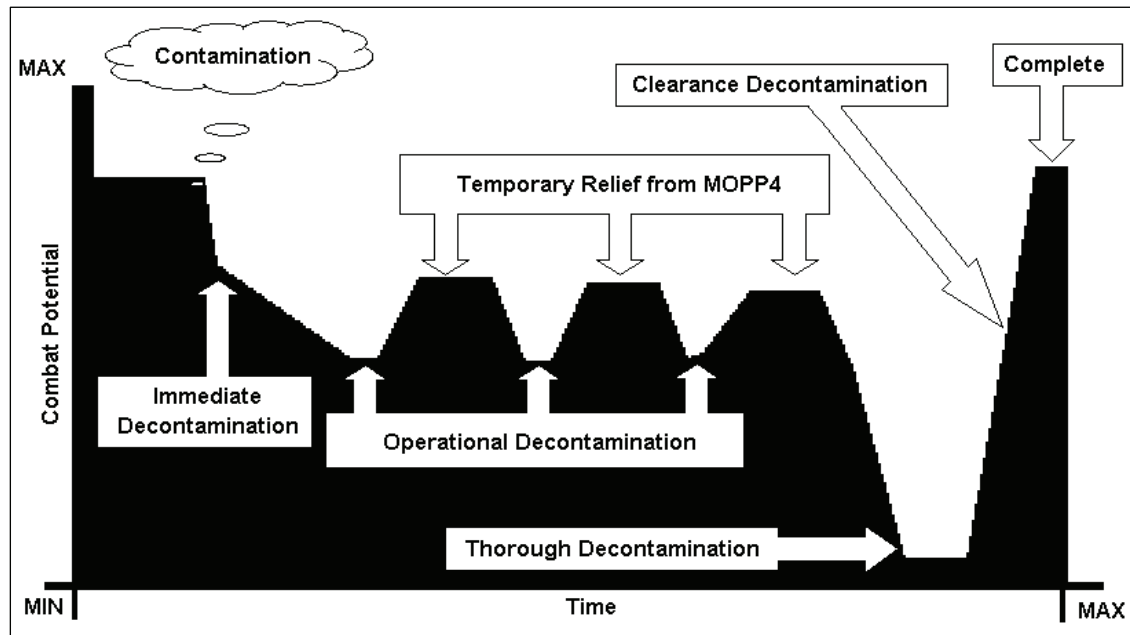 Contamination
MAX
Complete
Clearance Decontamination
Temporary Relief from MOPP4
Combat Potential
Immediate
Decontamination
Operational Decontamination
Thorough Decontamination
MIN
Time
MAX